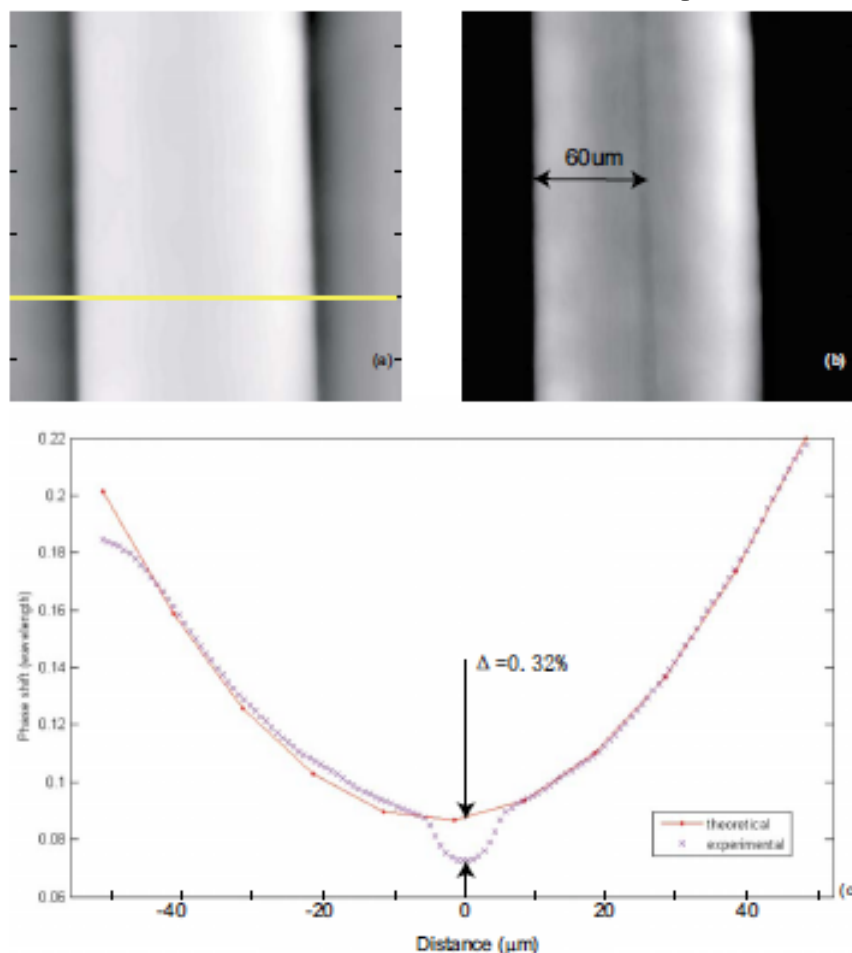 (a)
60um
(b)
0.22
0.2
0.18
0.16
0.14
0.12
0.1
0.08
0.06
Phase shift (wavelength)
Δ=0.32%
theoretical
experimental
-40
-20
0
20
40
(c
Distance (μm)